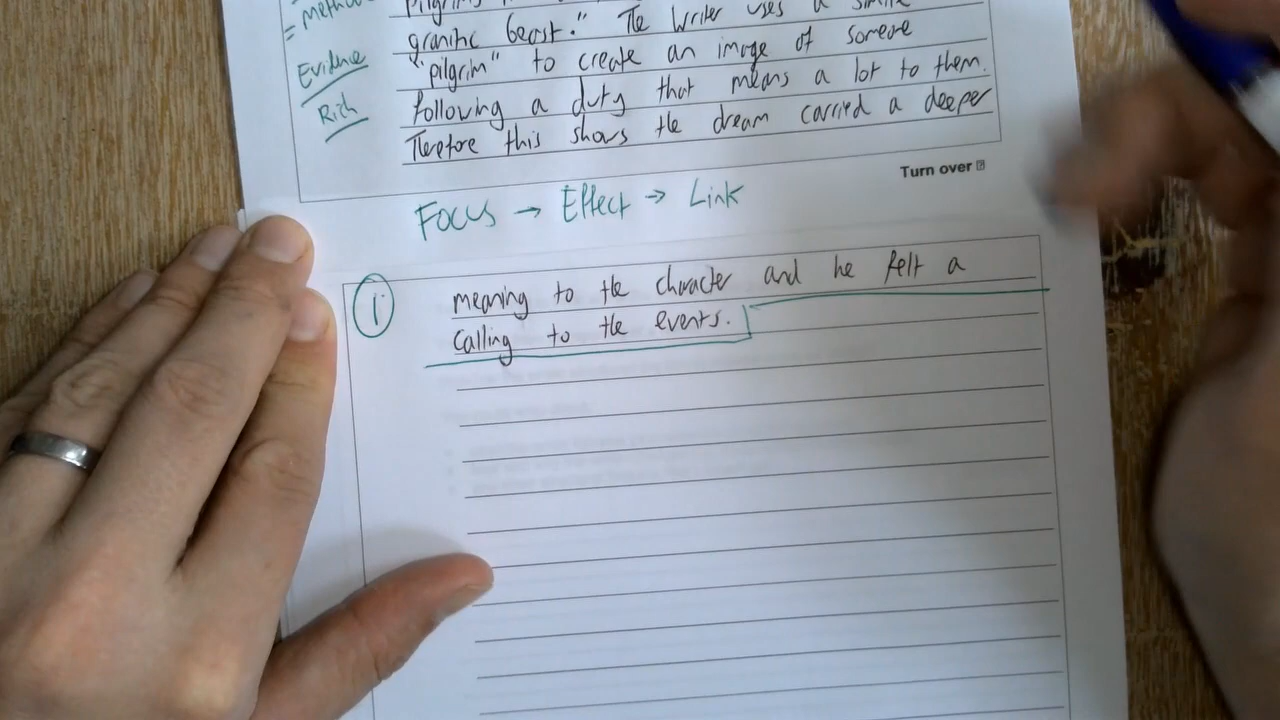 = Method
granitic beast." The writer uses a simile
"pilgrim" to create an image of someone
Evidence
following a duty that means a lot to them.
Rich
Therefore this shows the dream carried a deeper
Turn over
Focus → Effect → Link
1
meaning to the character and he felt a
calling to the events.